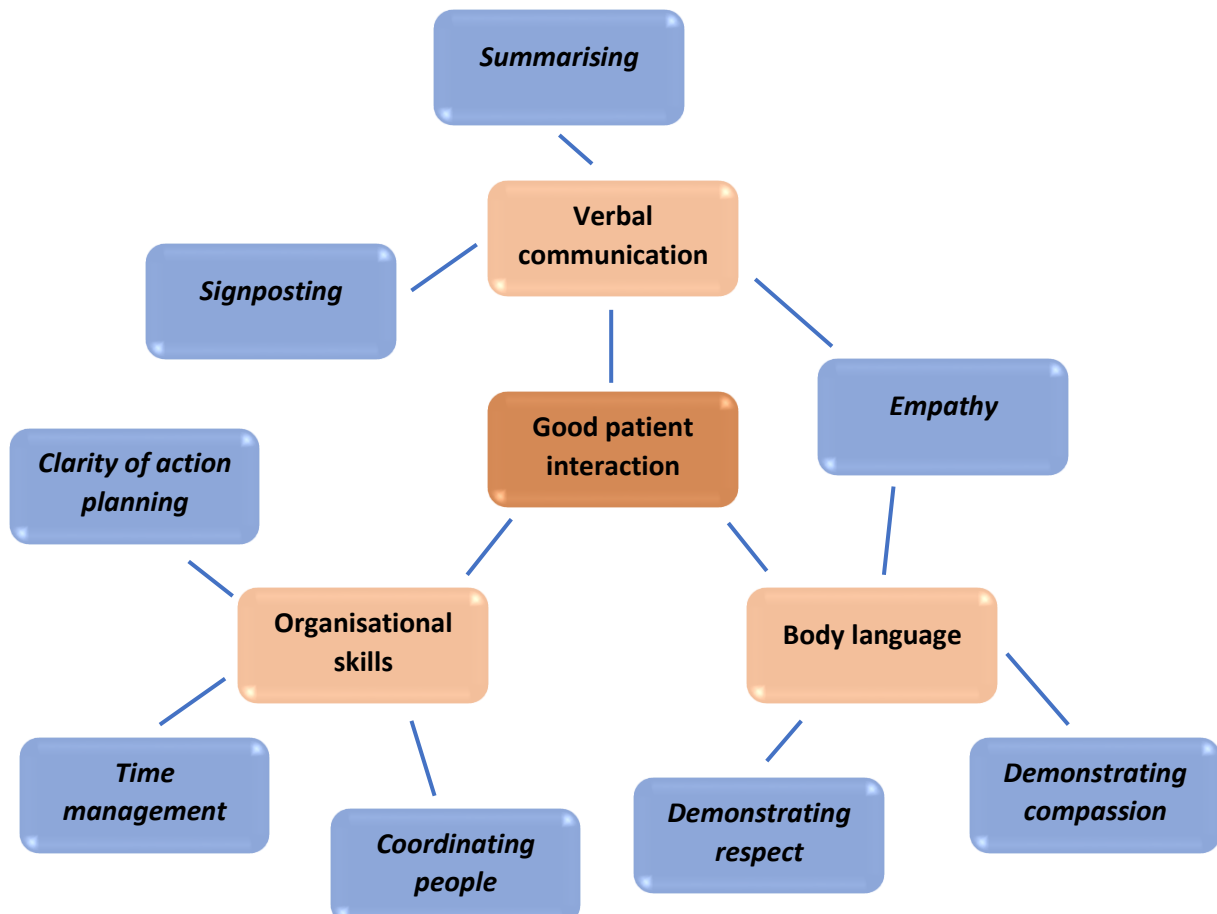 Summarising
Verbal
communication
Signposting
Empathy
Good patient
interaction
Clarity of action
planning
Organisational
skills
Body language
Time
management
Coordinating
people
Demonstrating
respect
Demonstrating
compassion